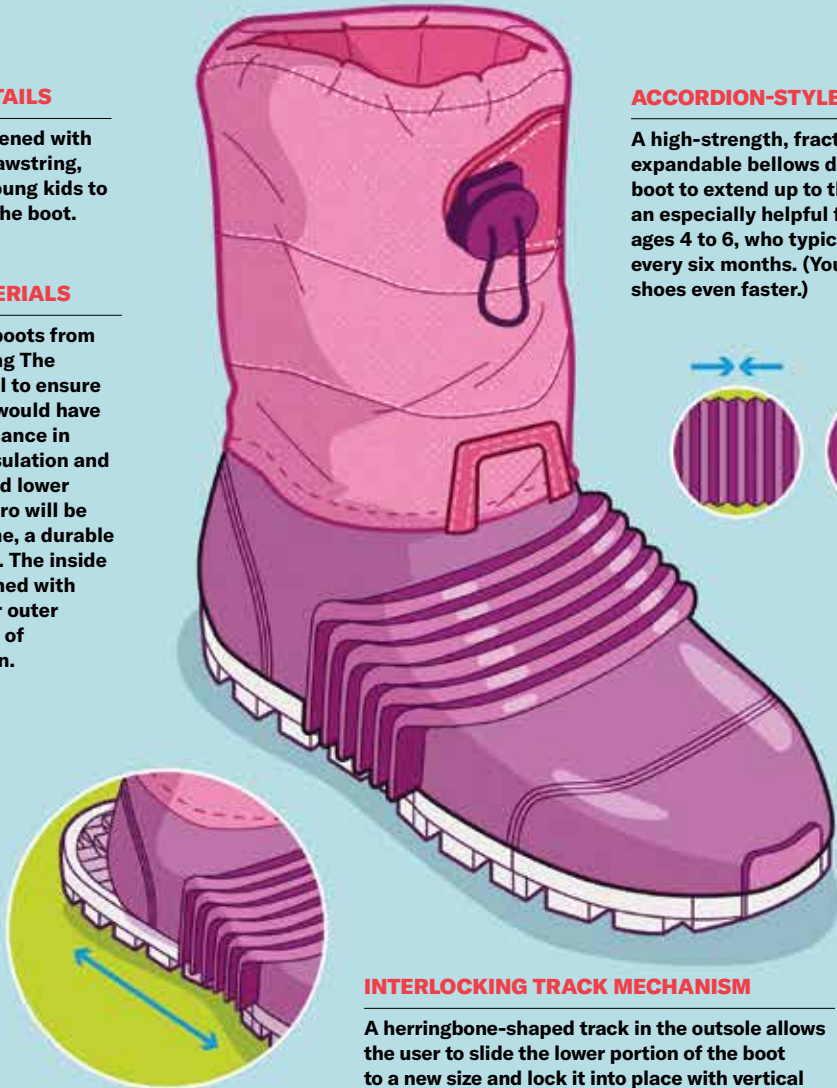 TAILS
ened with
awstring,
oung kids to
he boot.
ERIALS
boots from
ng The
l to ensure
would have
ance in
sulation and
d lower
ro will be
ne, a durable
. The inside
ned with
r outer
of
n.
ACCORDION-STYLE
A high-strength, fract
expandable bellows d
boot to extend up to th
an especially helpful f
ages 4 to 6, who typic
every six months. (You
shoes even faster.)
INTERLOCKING TRACK MECHANISM
A herringbone-shaped track in the outsole allows
the user to slide the lower portion of the boot
to a new size and lock it into place with vertical